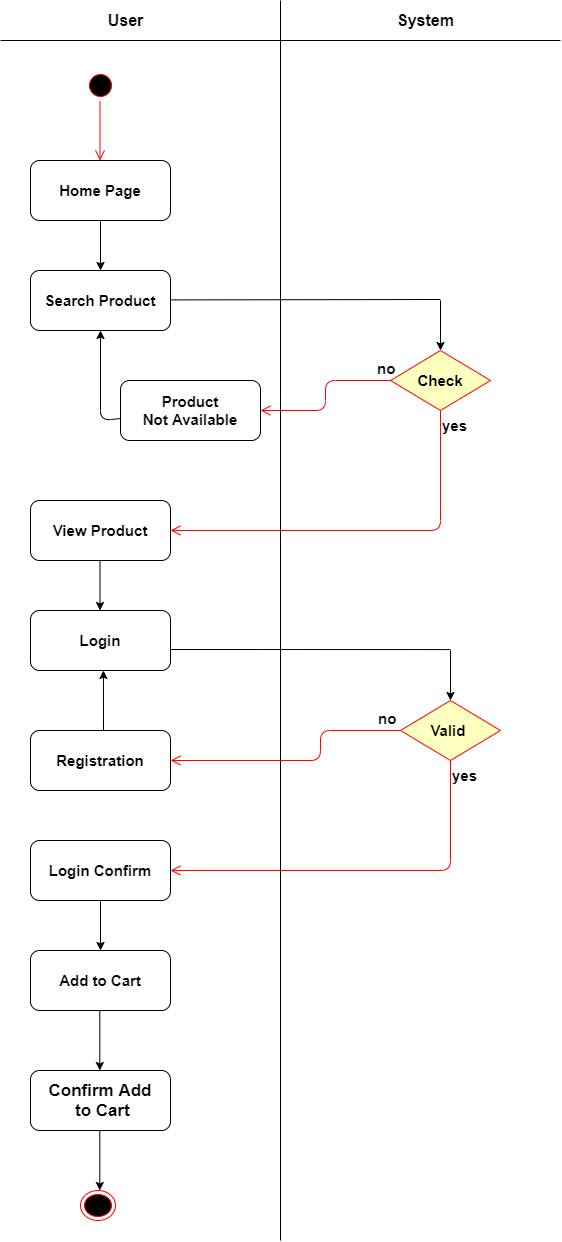 User
System
Home Page
Search Product
no
Check
Product
Not Available
yes
View Product
Login
no
Valid
Registration
yes
Login Confirm
Add to Cart
Confirm Add
to Cart